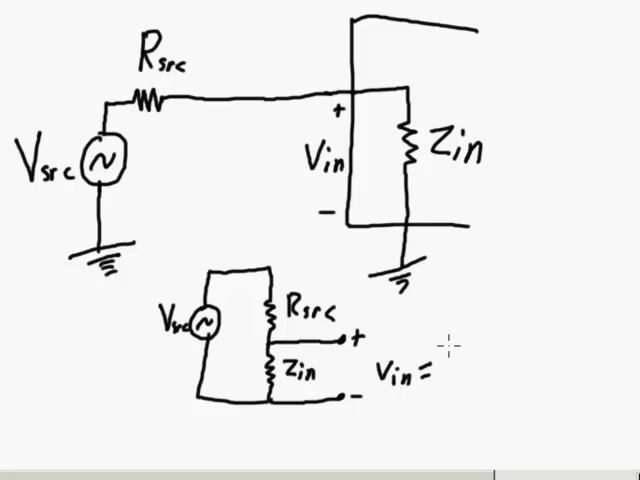 Rsrc
Vsrc
+
Vin
Zin
-
Vsrc
Rsrc
+
Zin
Vin =
-